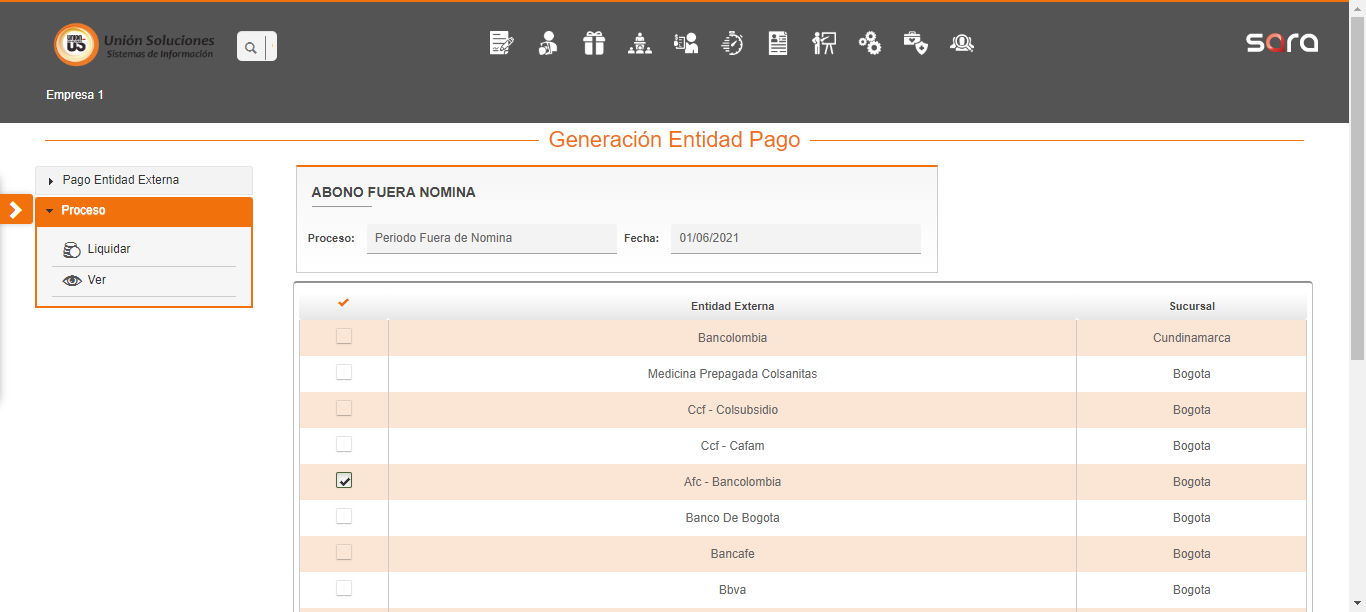 Unión Soluciones
Sistemas de Información
sara
Empresa 1
Generación Entidad Pago
Pago Entidad Externa
Proceso
Liquidar
Ver
ABONO FUERA NOMINA
Proceso: Periodo Fuera de Nomina Fecha: 01/06/2021
Entidad Externa Sucursal
Bancolombia Cundinamarca
Medicina Prepagada Colsanitas Bogota
Ccf - Colsubsidio Bogota
Ccf - Cafam Bogota
Afc - Bancolombia Bogota
Banco De Bogota Bogota
Bancafe Bogota
Bbva Bogota